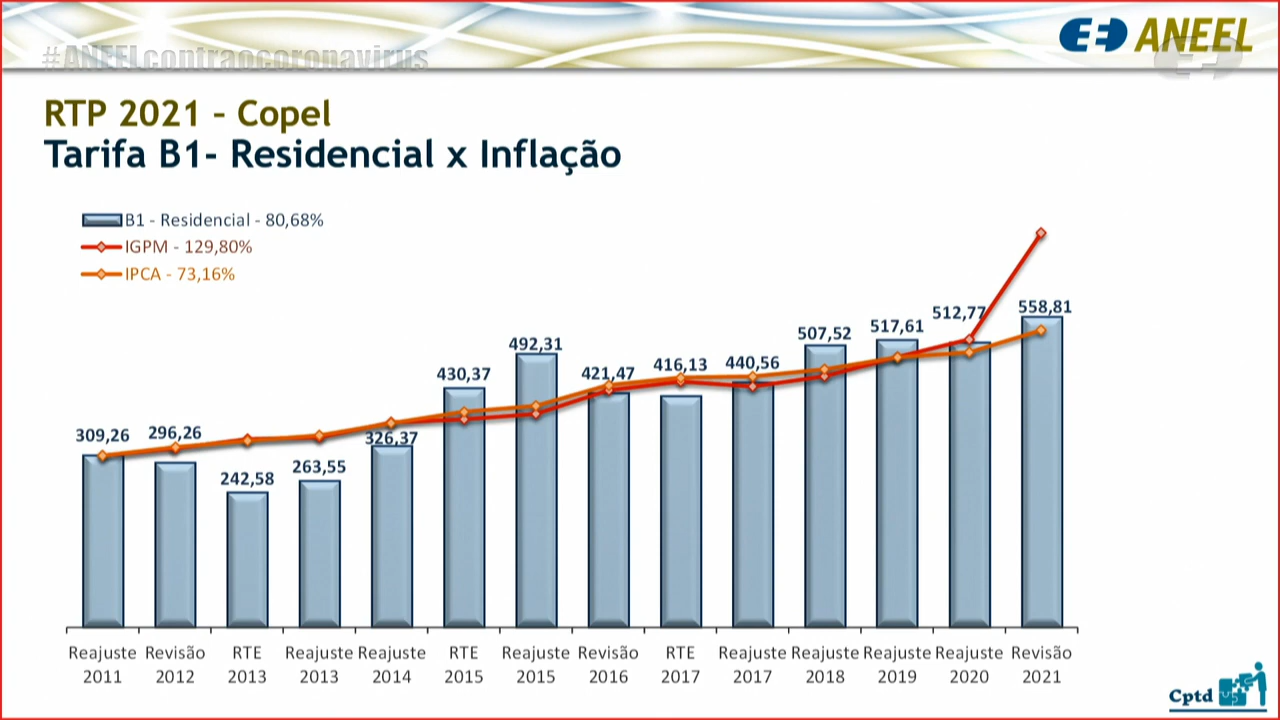 #ANEELcontraocoronavirus
ANEEL
RTP 2021 – Copel
Tarifa B1- Residencial x Inflação
B1 - Residencial - 80,68%
IGPM - 129,80%
IPCA - 73,16%
309,26
296,26
242,58
263,55
326,37
430,37
492,31
421,47
416,13
440,56
507,52
517,61
512,77
558,81
Reajuste Revisão RTE Reajuste Reajuste RTE Reajuste Revisão RTE Reajuste Reajuste Reajuste Reajuste Revisão
2011 2012 2013 2013 2014 2015 2015 2016 2017 2017 2018 2019 2020 2021
Cptd